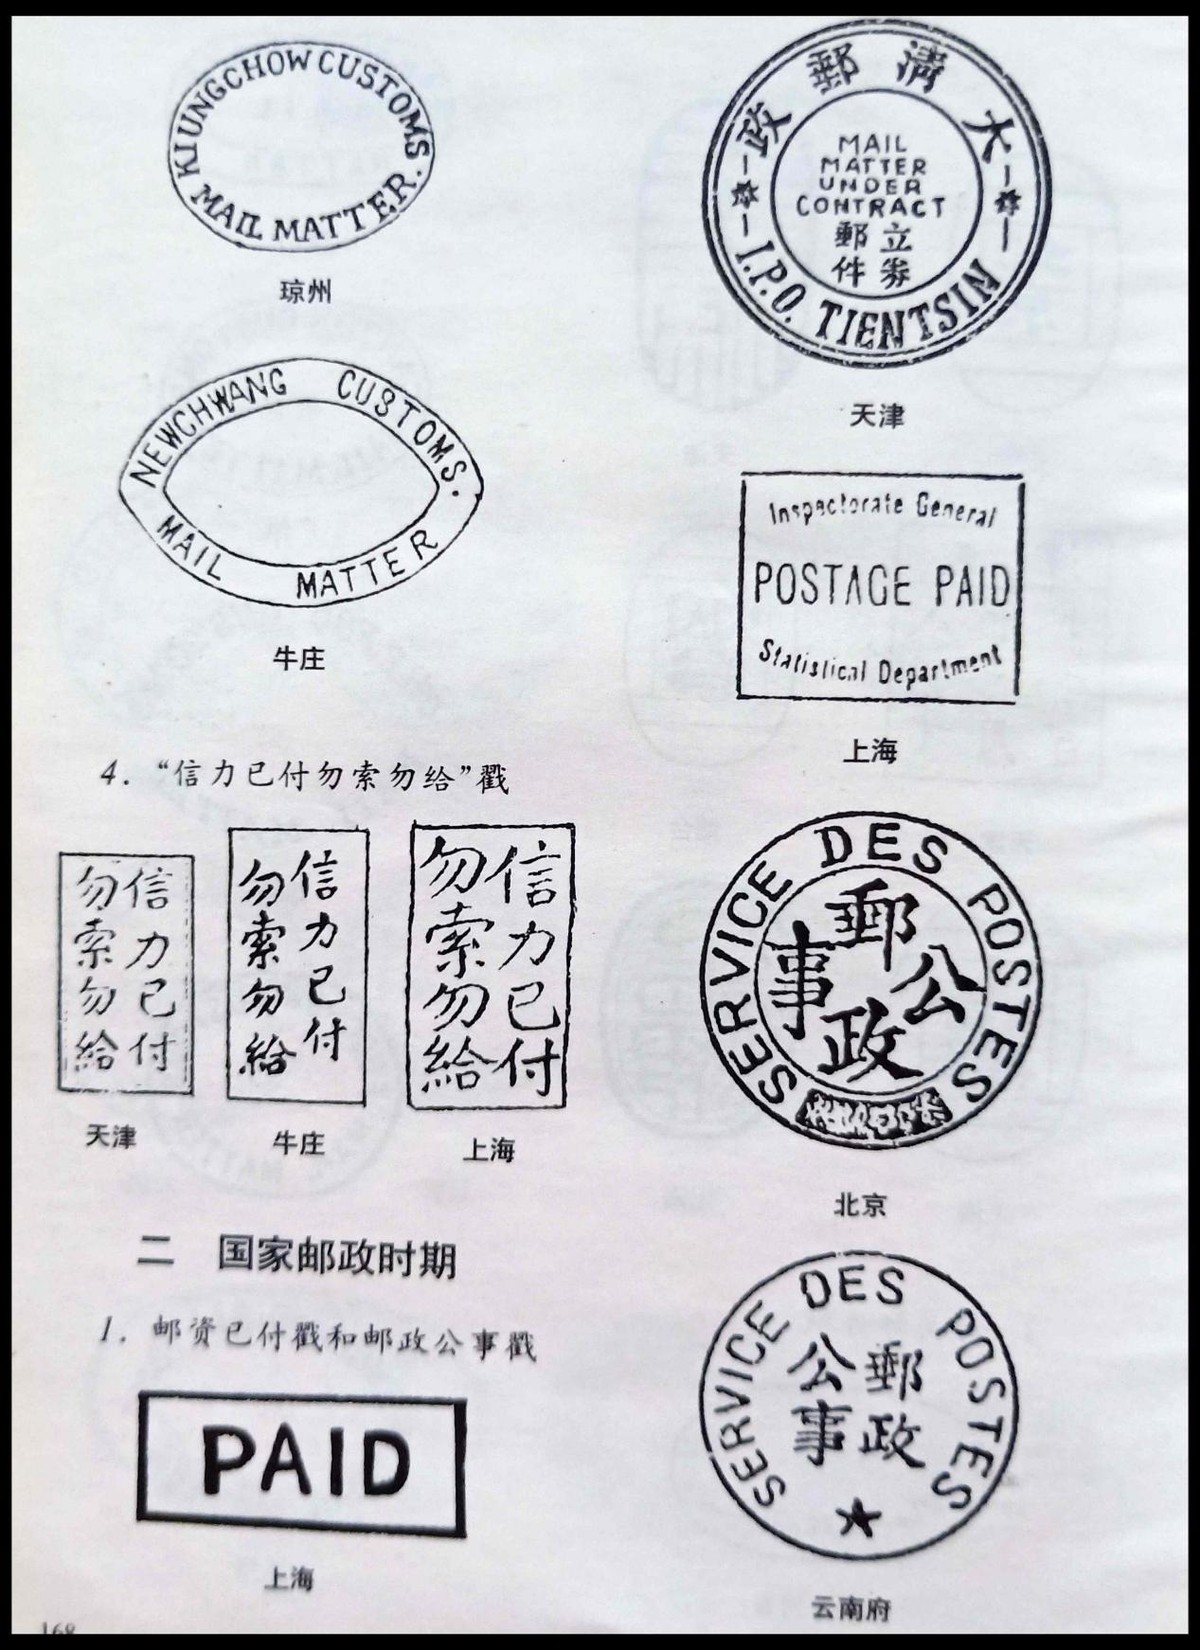 KIUNGCHOW CUSTOMS.
MAIL MATTER.
琼州
NEWCHWANG CUSTOMS.
MAIL MATTER
牛庄
4．“信力已付勿索勿给”戳
信力已付
勿索勿給
天津
信力已付
勿索勿給
牛庄
信力已付
勿索勿給
上海
二 国家邮政时期
1．邮资已付戳和邮政公事戳
PAID
上海
168
大清郵政
MAIL
MATTER
UNDER
CONTRACT
立券
郵件
I.P.O. TIENTSIN
天津
Inspectorate General
POSTAGE PAID
Statistical Department
上海
SERVICE DES POSTES
郵政
公事
北京
SERVICE DES POSTES
郵政
公事
云南府